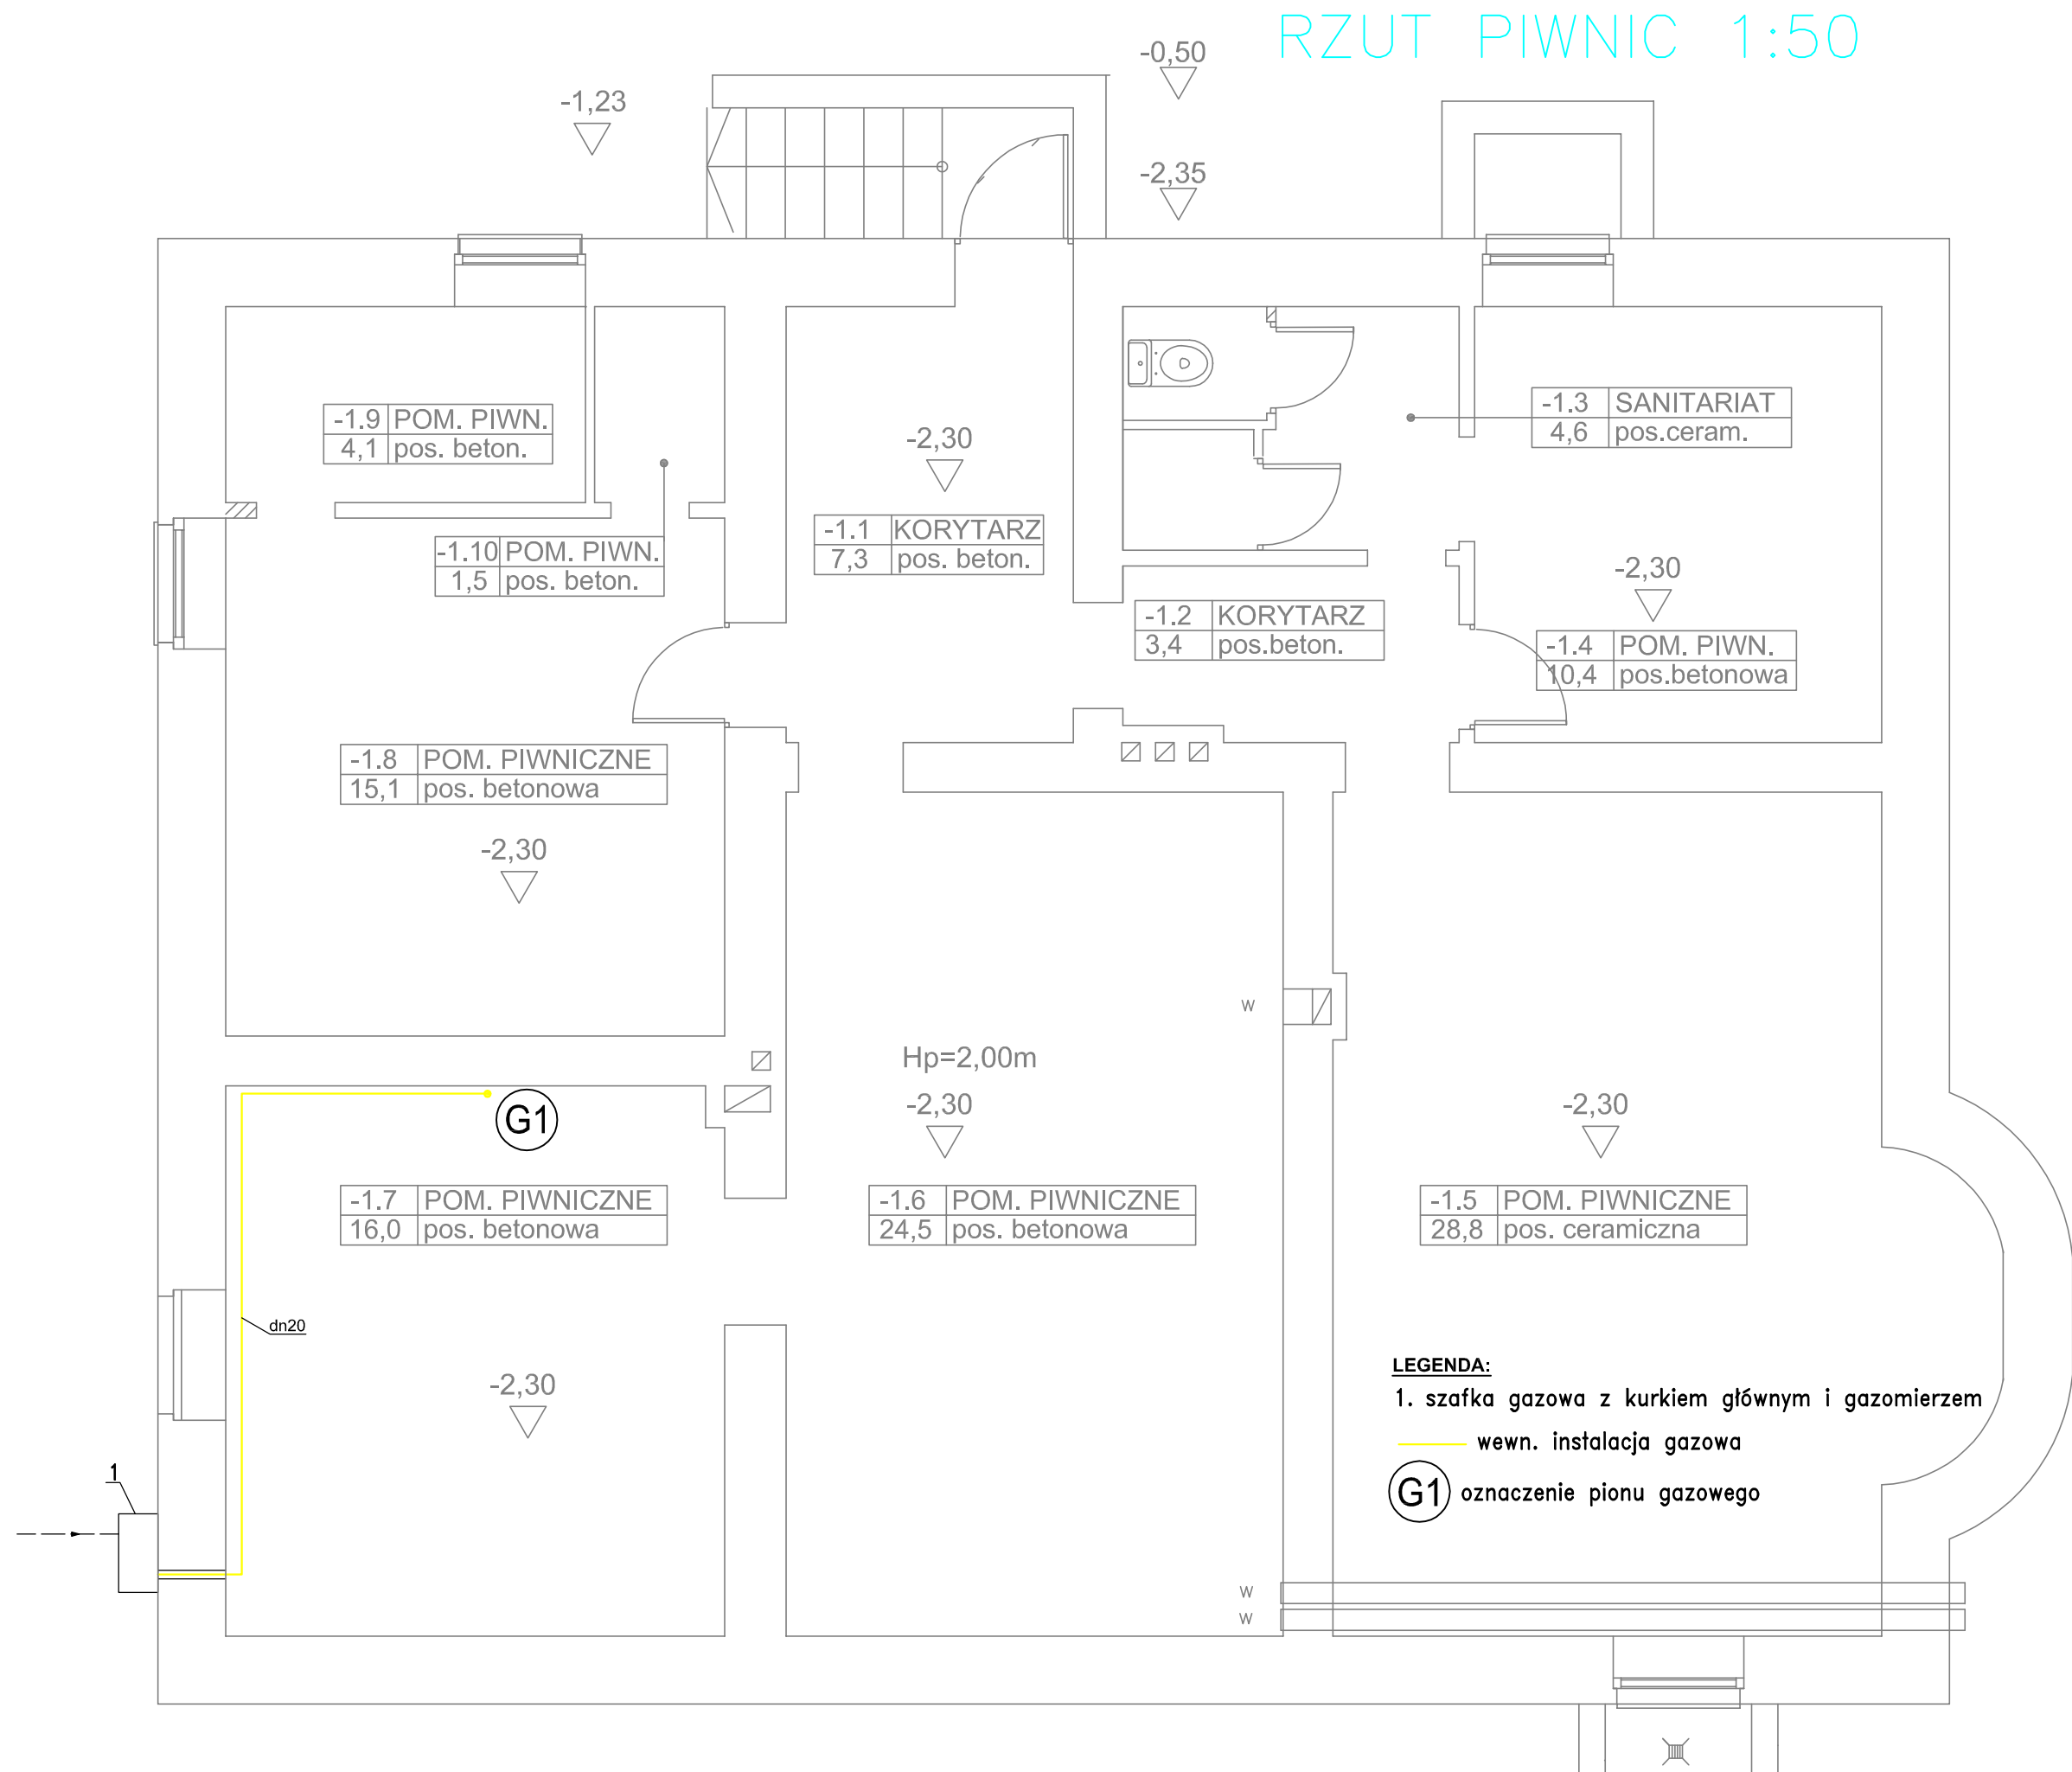 RZUT PIWNIC 1:50
-0,50
-1,23
-2,35
-1.9 POM. PIWN.
4,1 pos. beton.
-1.3 SANITARIAT
4,6 pos.ceram.
-2,30
-1.1 KORYTARZ
7,3 pos. beton.
-1.10 POM. PIWN.
1,5 pos. beton.
-2,30
-1.2 KORYTARZ
3,4 pos.beton.
-1.4 POM. PIWN.
10,4 pos.betonowa
-1.8 POM. PIWNICZNE
15,1 pos. betonowa
-2,30
w
Hp=2,00m
-2,30
-2,30
G1
-1.7 POM. PIWNICZNE
16,0 pos. betonowa
-1.6 POM. PIWNICZNE
24,5 pos. betonowa
-1.5 POM. PIWNICZNE
28,8 pos. ceramiczna
dn20
-2,30
LEGENDA:
1. szafka gazowa z kurkiem głównym i gazomierzem
wewn. instalacja gazowa
G1 oznaczenie pionu gazowego
1
w
w